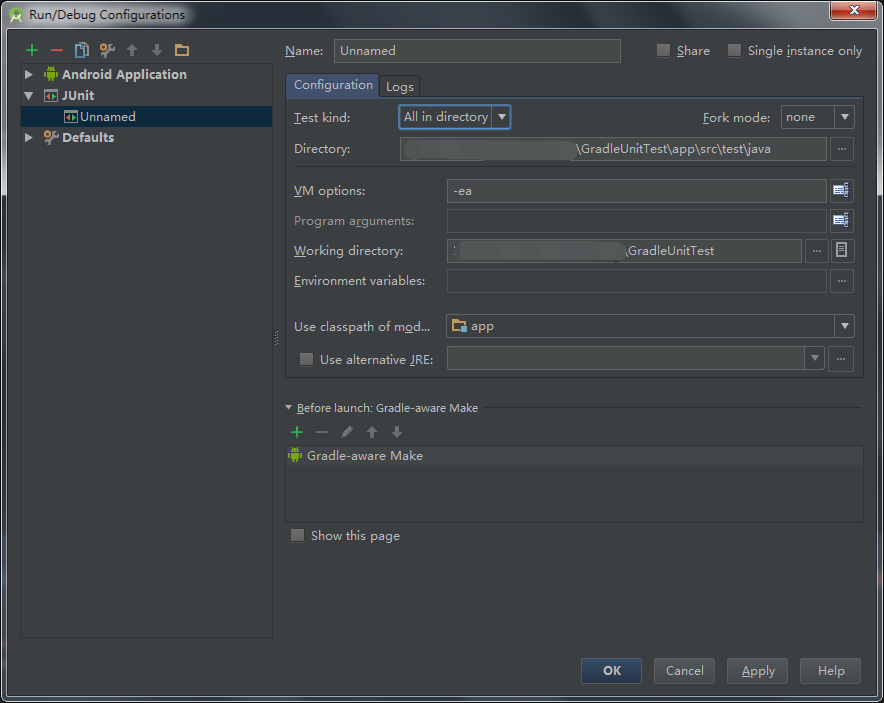 Run/Debug Configurations
Name: Unnamed
Share
Single instance only
Android Application
JUnit
Unnamed
Defaults
Configuration
Logs
Test kind: All in directory
Fork mode: none
Directory: \GradleUnitTest\app\src\test\java
VM options: -ea
Program arguments:
Working directory: \GradleUnitTest
Environment variables:
Use classpath of mod... app
Use alternative JRE:
Before launch: Gradle-aware Make
Gradle-aware Make
Show this page
OK
Cancel
Apply
Help